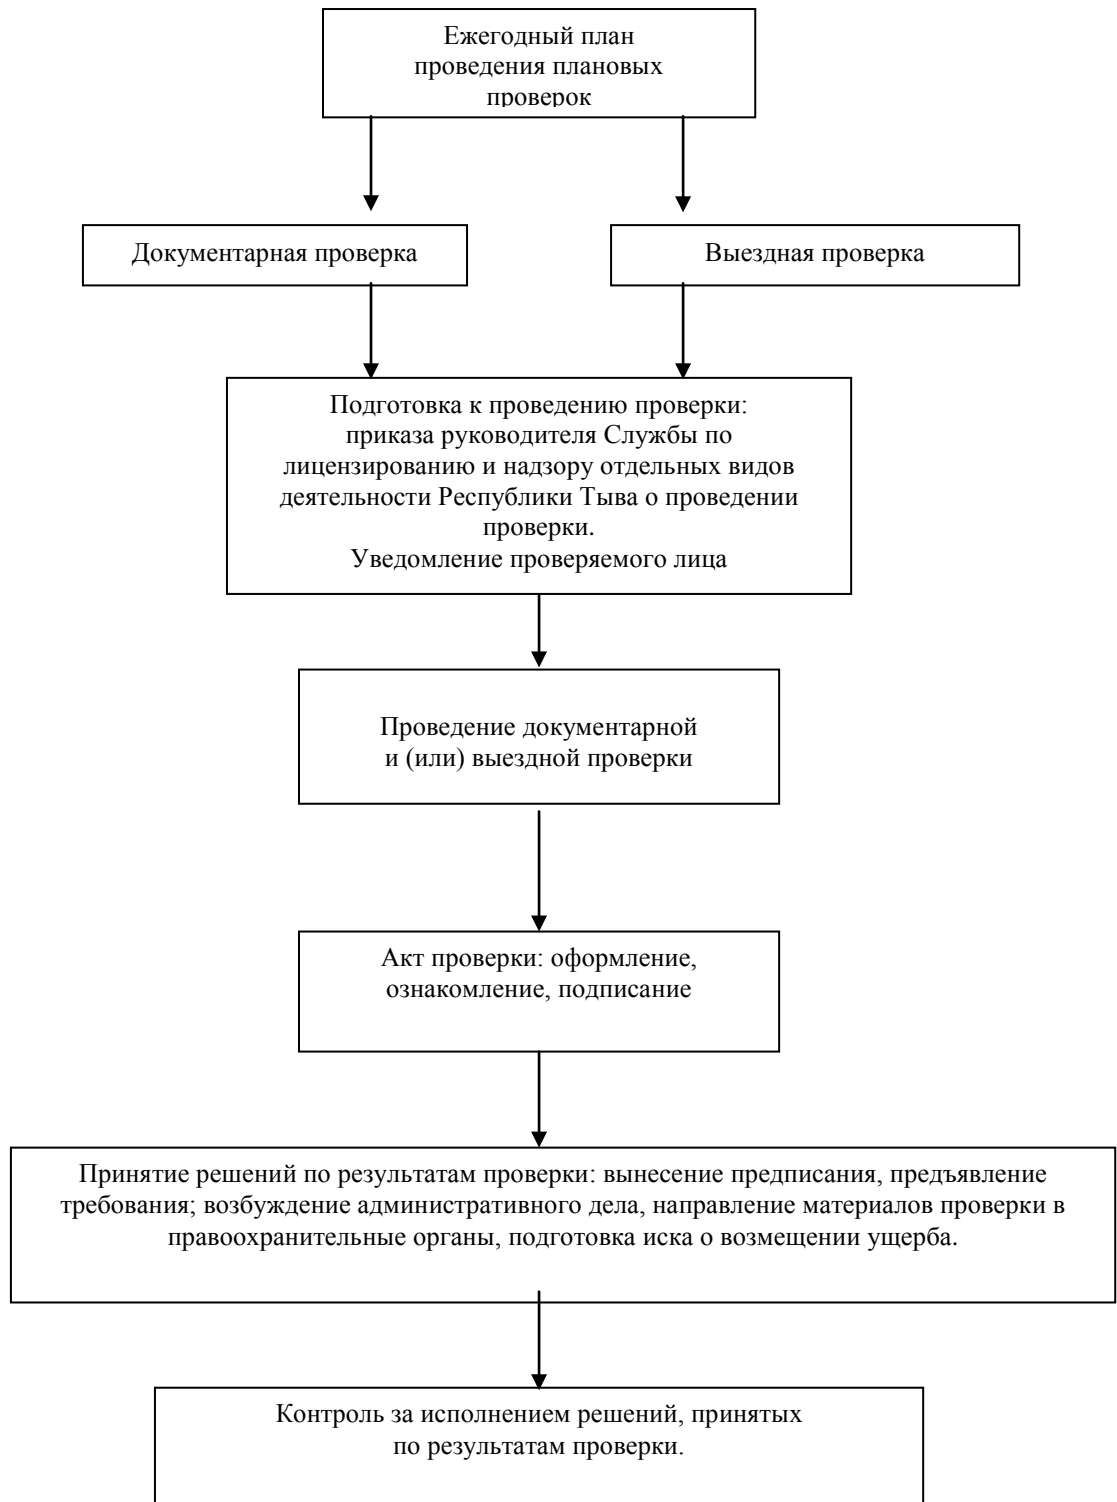 Ежегодный план
проведения плановых
проверок
Документарная проверка
Выездная проверка
Подготовка к проведению проверки:
приказа руководителя Службы по
лицензированию и надзору отдельных видов
деятельности Республики Тыва о проведении
проверки.
Уведомление проверяемого лица
Проведение документарной
и (или) выездной проверки
Акт проверки: оформление,
ознакомление, подписание
Принятие решений по результатам проверки: вынесение предписания, предъявление
требования; возбуждение административного дела, направление материалов проверки в
правоохранительные органы, подготовка иска о возмещении ущерба.
Контроль за исполнением решений, принятых
по результатам проверки.